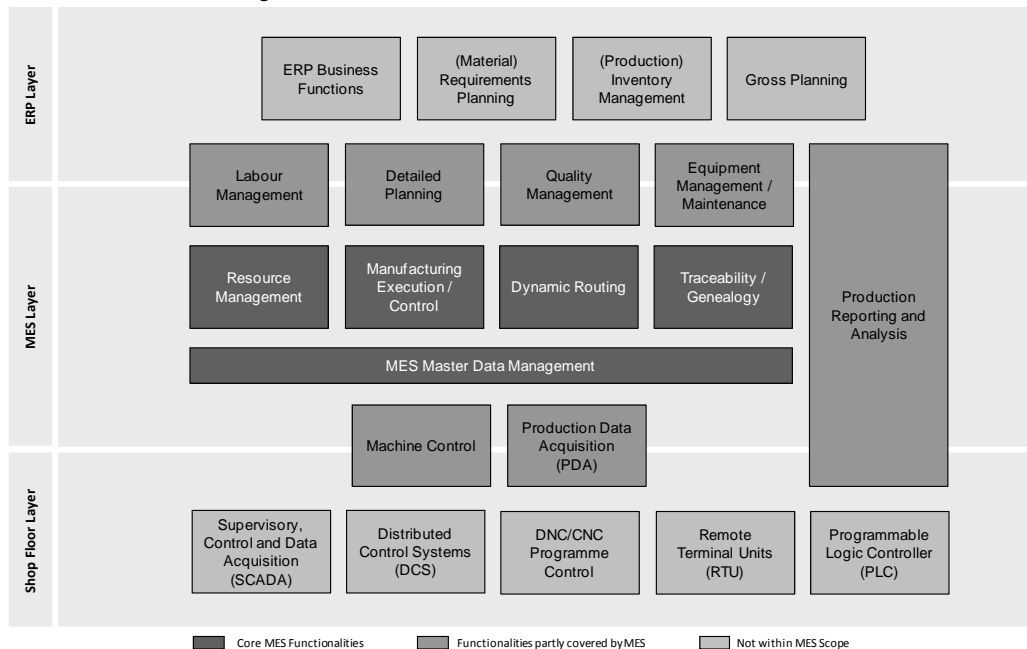 ERP Layer
ERP Business
Functions
(Material)
Requirements
Planning
(Production)
Inventory
Management
Gross Planning
Labour
Management
Detailed
Planning
Quality
Management
Equipment
Management /
Maintenance
MES Layer
Resource
Management
Manufacturing
Execution /
Control
Dynamic Routing
Traceability /
Genealogy
Production
Reporting and
Analysis
MES Master Data Management
Machine Control
Production Data
Acquisition
(PDA)
Shop Floor Layer
Supervisory,
Control and Data
Acquisition
(SCADA)
Distributed
Control Systems
(DCS)
DNC/CNC
Programme
Control
Remote
Terminal Units
(RTU)
Programmable
Logic Controller
(PLC)
Core MES Functionalities
Functionalities partly covered by MES
Not within MES Scope